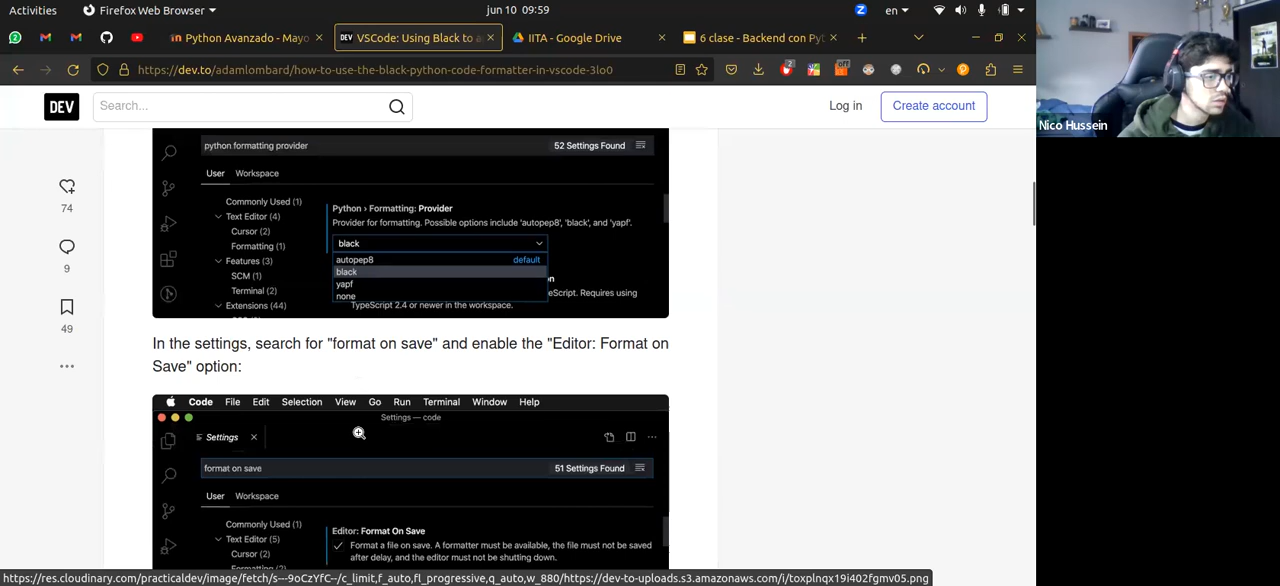 Activities
Firefox Web Browser
jun 10 09:59
en
Python Avanzado - Mayo
VSCode: Using Black to a
IITA - Google Drive
6 clase - Backend con Py
https://dev.to/adamlombard/how-to-use-the-black-python-code-formatter-in-vscode-3lo0
2
off
DEV
Search...
Log in
Create account
Nico Hussein
python formatting provider
52 Settings Found
User
Workspace
Commonly Used (1)
Text Editor (4)
Cursor (2)
Formatting (1)
Features (3)
SCM (1)
Terminal (2)
Extensions (44)
Python › Formatting: Provider
Provider for formatting. Possible options include 'autopep8', 'black', and 'yapf'.
black
autopep8
default
black
yapf
none
TypeScript 2.4 or newer in the workspace.
eScript. Requires using
74
9
49
In the settings, search for "format on save" and enable the "Editor: Format on
Save" option:
Code File Edit Selection View Go Run Terminal Window Help
Settings — code
Settings
format on save
51 Settings Found
User
Workspace
Commonly Used (1)
Text Editor (5)
Cursor (2)
Editor: Format On Save
Format a file on save. A formatter must be available, the file must not be saved
after delay, and the editor must not be shutting down.
https://res.cloudinary.com/practicaldev/image/fetch/s---9oCzYfC--/c_limit,f_auto,fl_progressive,q_auto,w_880/https://dev-to-uploads.s3.amazonaws.com/i/toxplnqx19i402fgmv05.png